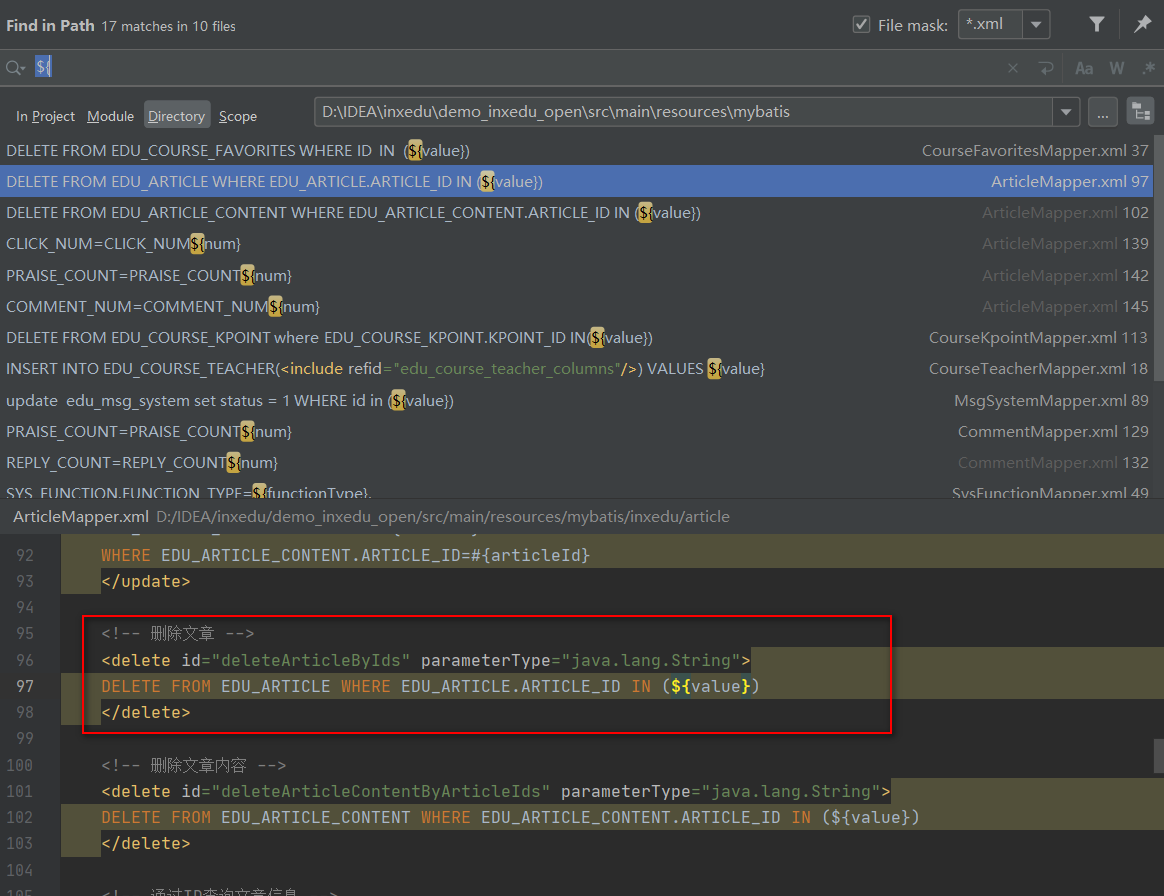 Find in Path 17 matches in 10 files File mask: *.xml
${ Aa W .*
In Project Module Directory Scope D:\IDEA\inxedu\demo_inxedu_open\src\main\resources\mybatis ...
DELETE FROM EDU_COURSE_FAVORITES WHERE ID  IN  (${value}) CourseFavoritesMapper.xml 37
DELETE FROM EDU_ARTICLE WHERE EDU_ARTICLE.ARTICLE_ID IN (${value}) ArticleMapper.xml 97
DELETE FROM EDU_ARTICLE_CONTENT WHERE EDU_ARTICLE_CONTENT.ARTICLE_ID IN (${value}) ArticleMapper.xml 102
CLICK_NUM=CLICK_NUM${num} ArticleMapper.xml 139
PRAISE_COUNT=PRAISE_COUNT${num} ArticleMapper.xml 142
COMMENT_NUM=COMMENT_NUM${num} ArticleMapper.xml 145
DELETE FROM EDU_COURSE_KPOINT where EDU_COURSE_KPOINT.KPOINT_ID IN(${value}) CourseKpointMapper.xml 113
INSERT INTO EDU_COURSE_TEACHER(<include refid="edu_course_teacher_columns"/>) VALUES ${value} CourseTeacherMapper.xml 18
update  edu_msg_system set status = 1 WHERE id in (${value}) MsgSystemMapper.xml 89
PRAISE_COUNT=PRAISE_COUNT${num} CommentMapper.xml 129
REPLY_COUNT=REPLY_COUNT${num} CommentMapper.xml 132
SYS_FUNCTION.FUNCTION_TYPE=${functionType}, SysFunctionMapper.xml 49
ArticleMapper.xml D:/IDEA/inxedu/demo_inxedu_open/src/main/resources/mybatis/inxedu/article
92 WHERE EDU_ARTICLE_CONTENT.ARTICLE_ID=#{articleId}
93 </update>
94
95 <!-- 删除文章 -->
96 <delete id="deleteArticleByIds" parameterType="java.lang.String">
97 DELETE FROM EDU_ARTICLE WHERE EDU_ARTICLE.ARTICLE_ID IN (${value})
98 </delete>
99
100 <!-- 删除文章内容 -->
101 <delete id="deleteArticleContentByArticleIds" parameterType="java.lang.String">
102 DELETE FROM EDU_ARTICLE_CONTENT WHERE EDU_ARTICLE_CONTENT.ARTICLE_ID IN (${value})
103 </delete>
104
105 <!-- 通过ID查询文章信息 -->